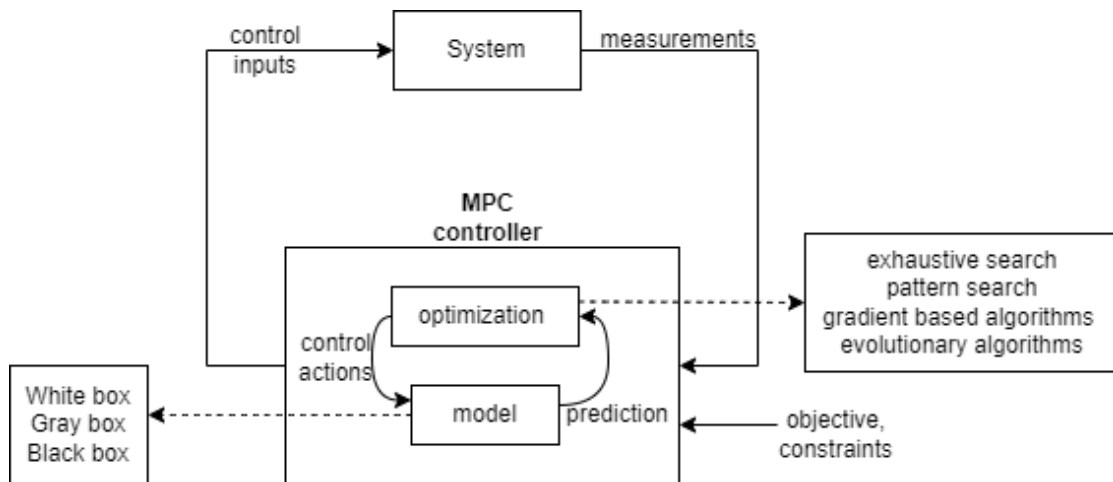 control
inputs
System
measurements
MPC
controller
optimization
control
actions
model
prediction
exhaustive search
pattern search
gradient based algorithms
evolutionary algorithms
White box
Gray box
Black box
objective,
constraints